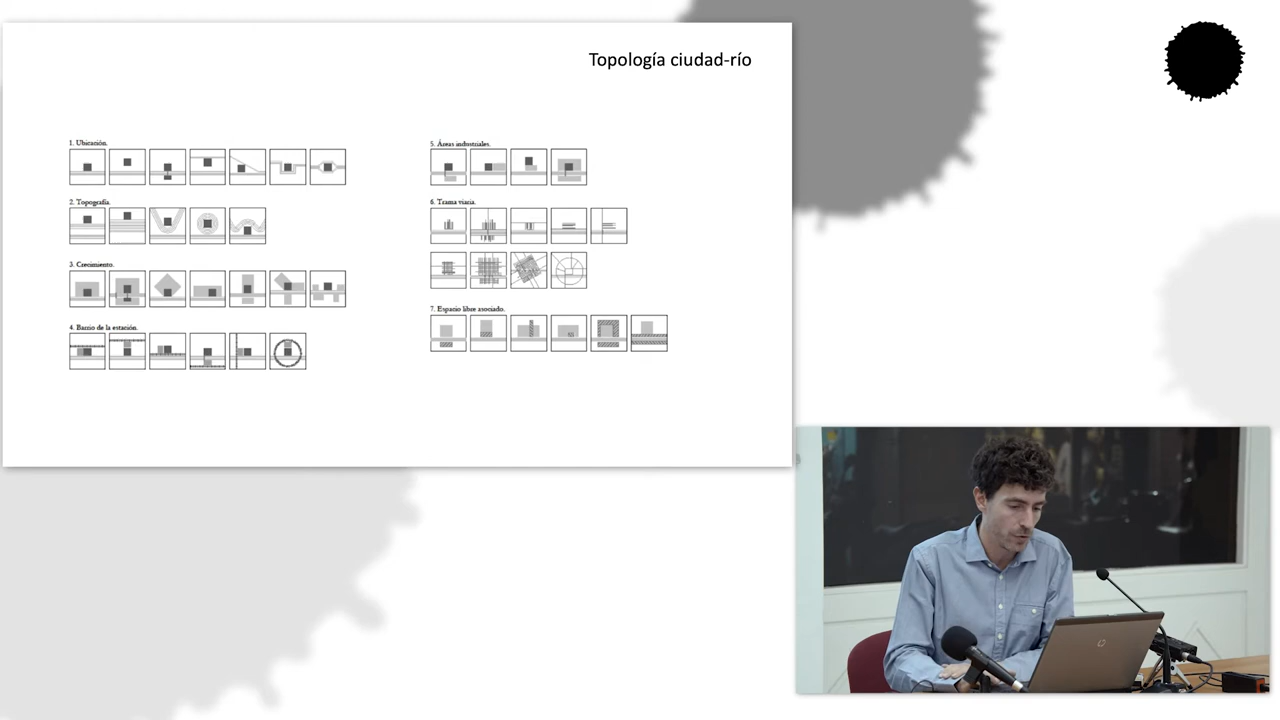 Topología ciudad-río
1. Ubicación.
2. Topografía.
3. Crecimiento.
4. Barrio de la estación.
5. Áreas industriales.
6. Trama viaria.
7. Espacio libre asociado.
hp